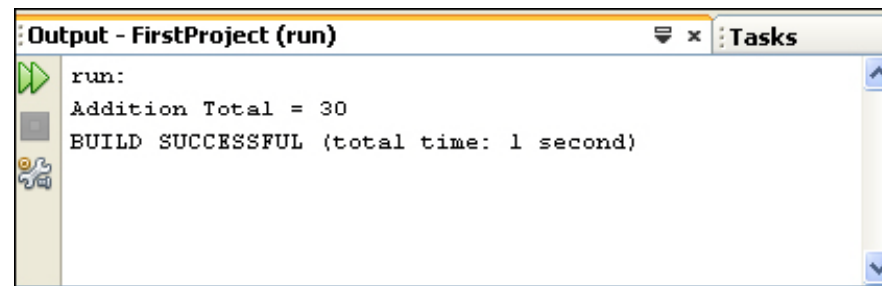 Output - FirstProject (run)
Tasks
run:
Addition Total = 30
BUILD SUCCESSFUL (total time: 1 second)